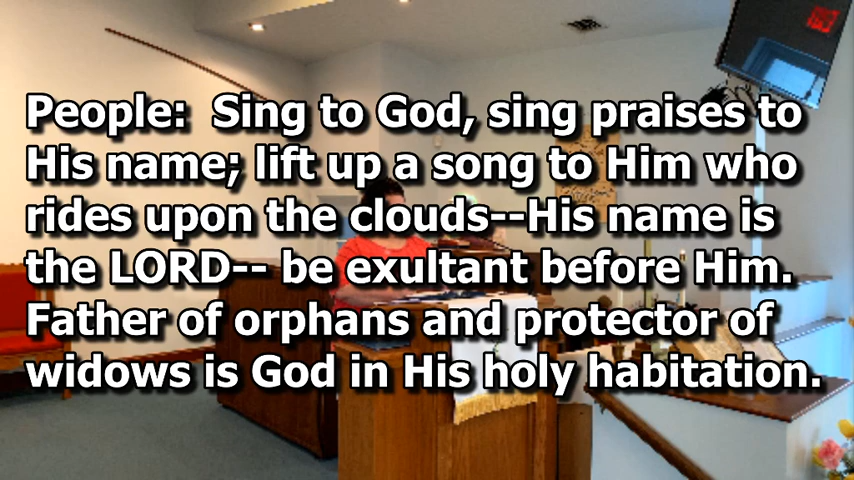 People:  Sing to God, sing praises to
His name; lift up a song to Him who
rides upon the clouds--His name is
the LORD-- be exultant before Him.
Father of orphans and protector of
widows is God in His holy habitation.